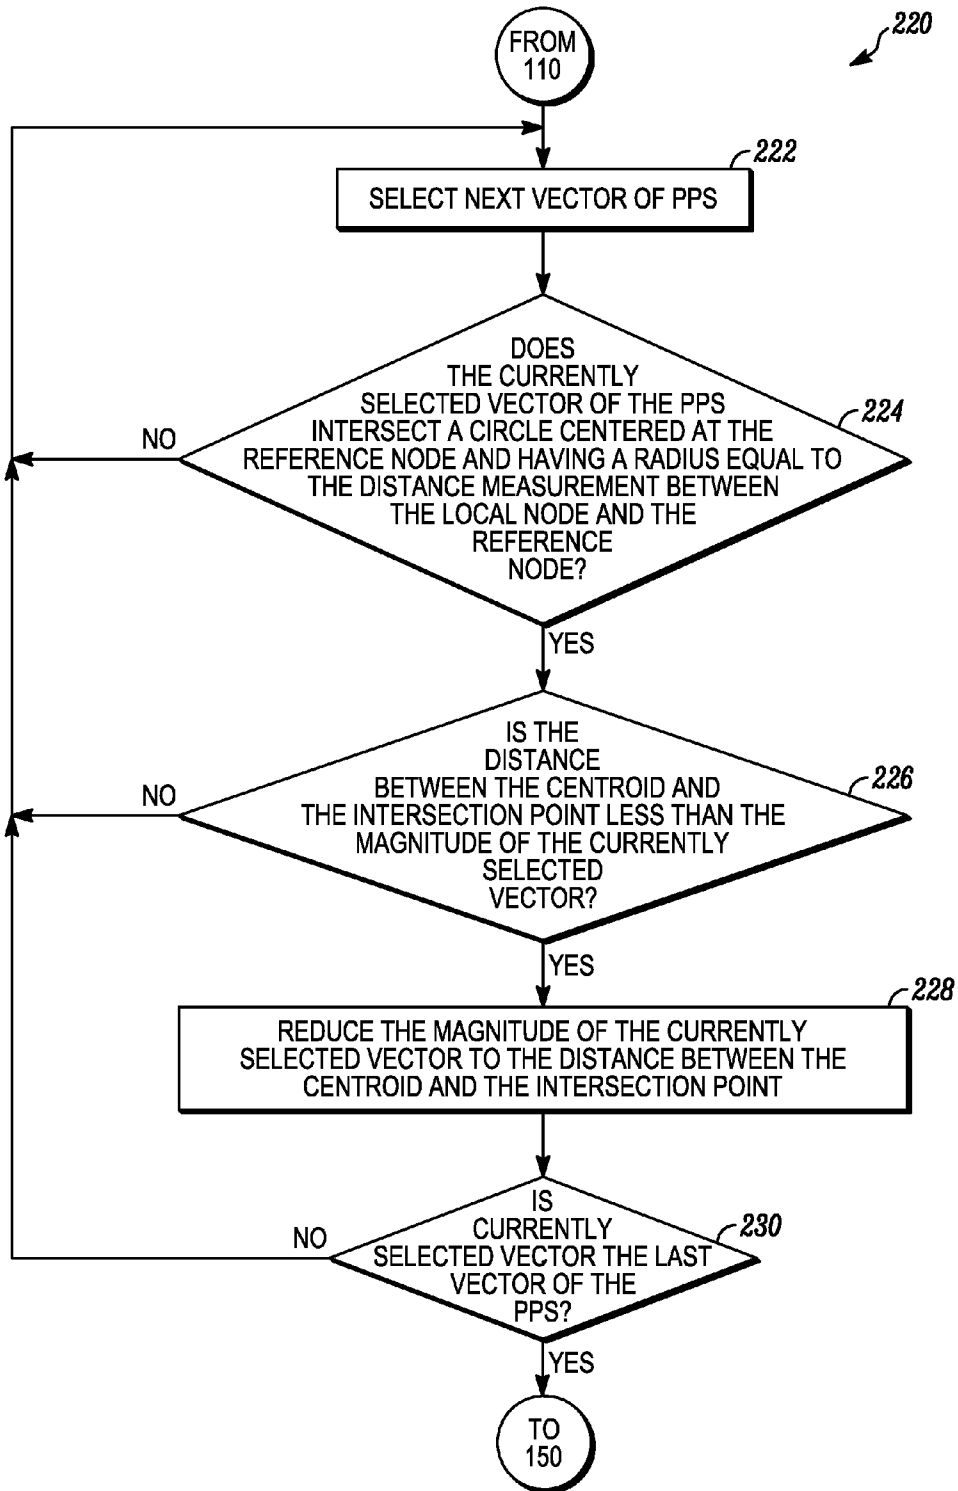 220
FROM
110
222
SELECT NEXT VECTOR OF PPS
DOES
THE CURRENTLY
SELECTED VECTOR OF THE PPS
INTERSECT A CIRCLE CENTERED AT THE
REFERENCE NODE AND HAVING A RADIUS EQUAL TO
THE DISTANCE MEASUREMENT BETWEEN
THE LOCAL NODE AND THE
REFERENCE
NODE?
224
NO
YES
IS THE
DISTANCE
BETWEEN THE CENTROID AND
THE INTERSECTION POINT LESS THAN THE
MAGNITUDE OF THE CURRENTLY
SELECTED
VECTOR?
226
NO
YES
228
REDUCE THE MAGNITUDE OF THE CURRENTLY
SELECTED VECTOR TO THE DISTANCE BETWEEN THE
CENTROID AND THE INTERSECTION POINT
IS
CURRENTLY
SELECTED VECTOR THE LAST
VECTOR OF THE
PPS?
230
NO
YES
TO
150